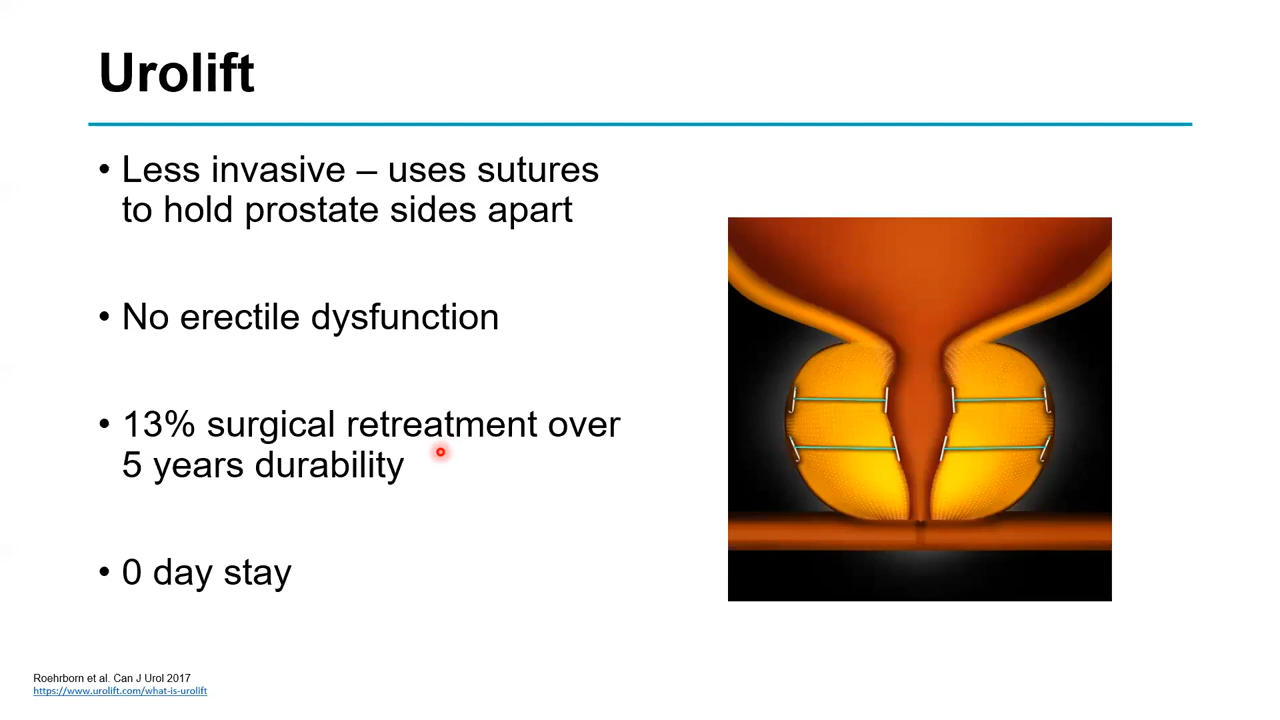 Urolift
• Less invasive – uses sutures
to hold prostate sides apart
• No erectile dysfunction
• 13% surgical retreatment over
5 years durability
• 0 day stay
Roehrborn et al. Can J Urol 2017
https://www.urolift.com/what-is-urolift